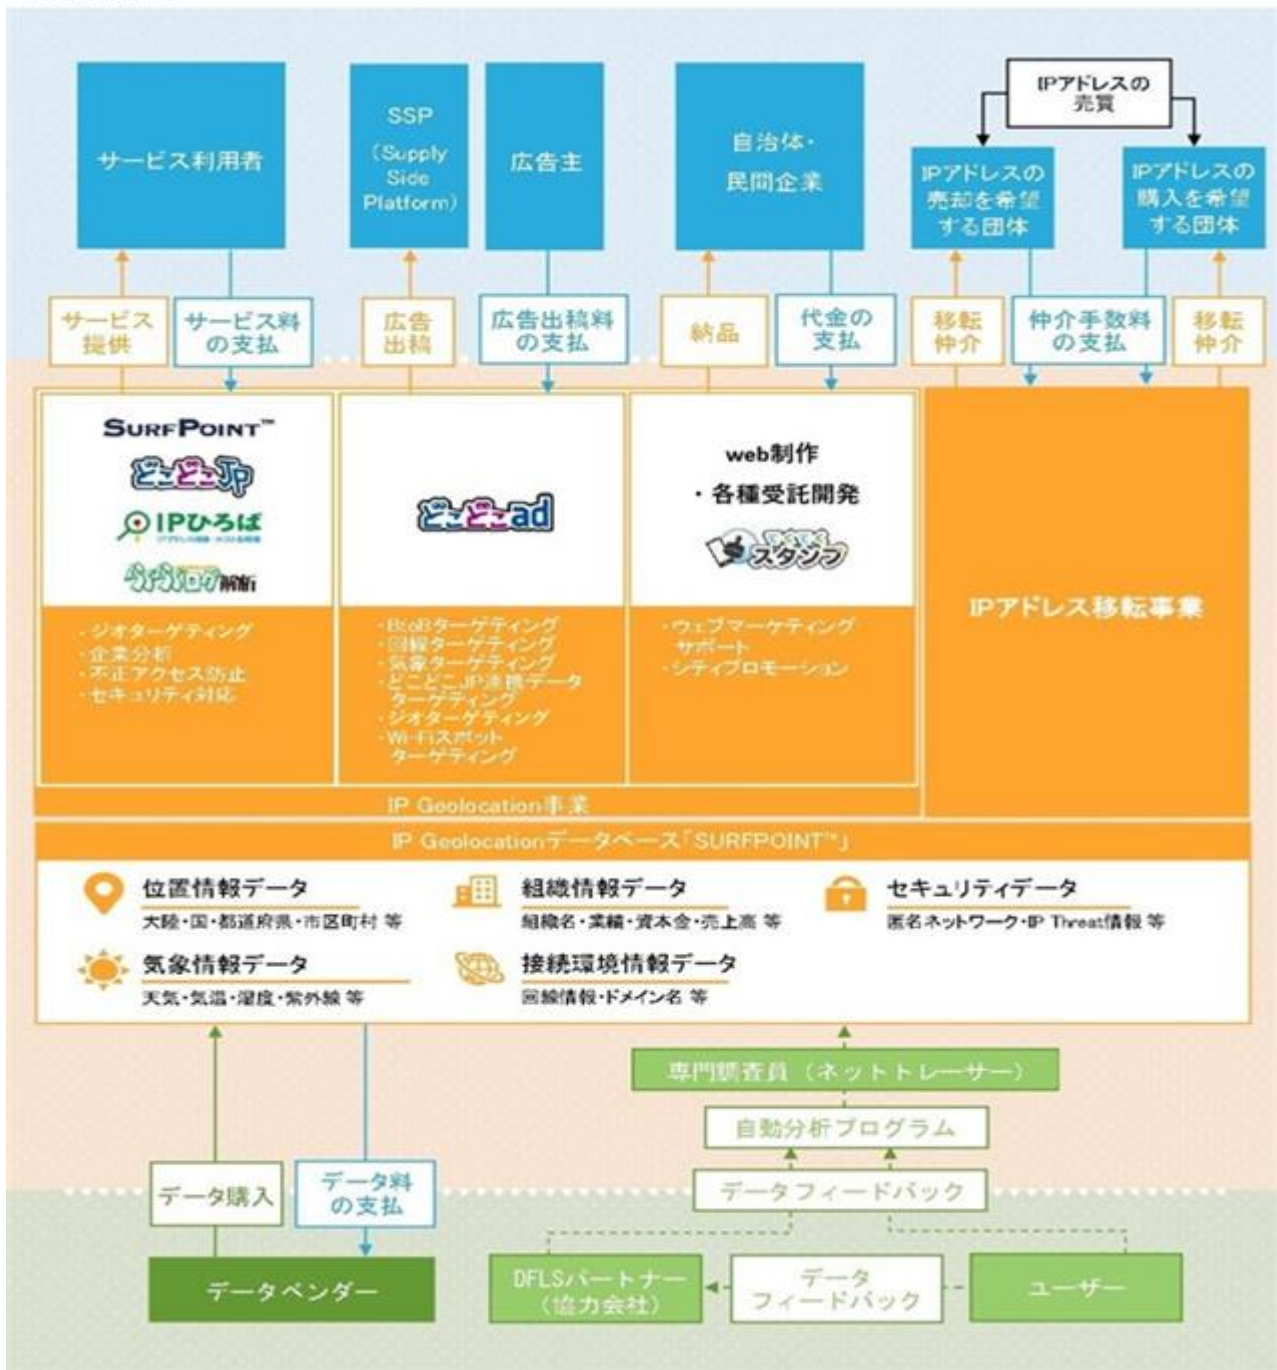 IPアドレスの
売買
サービス利用者
SSP
(Supply
Side
Platform)
広告主
自治体・
民間企業
IPアドレスの
売却を希望
する団体
IPアドレスの
購入を希望
する団体
サービス
提供
サービス料
の支払
広告
出稿
広告出稿料
の支払
納品
代金の
支払
移転
仲介
仲介手数料
の支払
移転
仲介
SURFPOINT™
どこどこJP
IPひろば
らくらくログ解析
どこどこad
web制作
・各種受託開発
スタンプ
IPアドレス移転事業
・ジオターゲティング
・企業分析
・不正アクセス防止
・セキュリティ対応
・BtoBターゲティング
・回線ターゲティング
・気象ターゲティング
・どこどこJP連携データ
ターゲティング
・ジオターゲティング
・Wi-Fiスポット
ターゲティング
・ウェブマーケティング
サポート
・シティプロモーション
IP Geolocation事業
IP Geolocationデータベース「SURFPOINT™」
位置情報データ
大陸・国・都道府県・市区町村 等
組織情報データ
組織名・業種・資本金・売上高 等
セキュリティデータ
匿名ネットワーク・IP Threat情報 等
気象情報データ
天気・気温・湿度・紫外線 等
接続環境情報データ
回線情報・ドメイン名 等
専門調査員（ネットトレーサー）
自動分析プログラム
データ購入
データ料
の支払
データフィードバック
データベンダー
DFLSパートナー
（協力会社）
データ
フィードバック
ユーザー